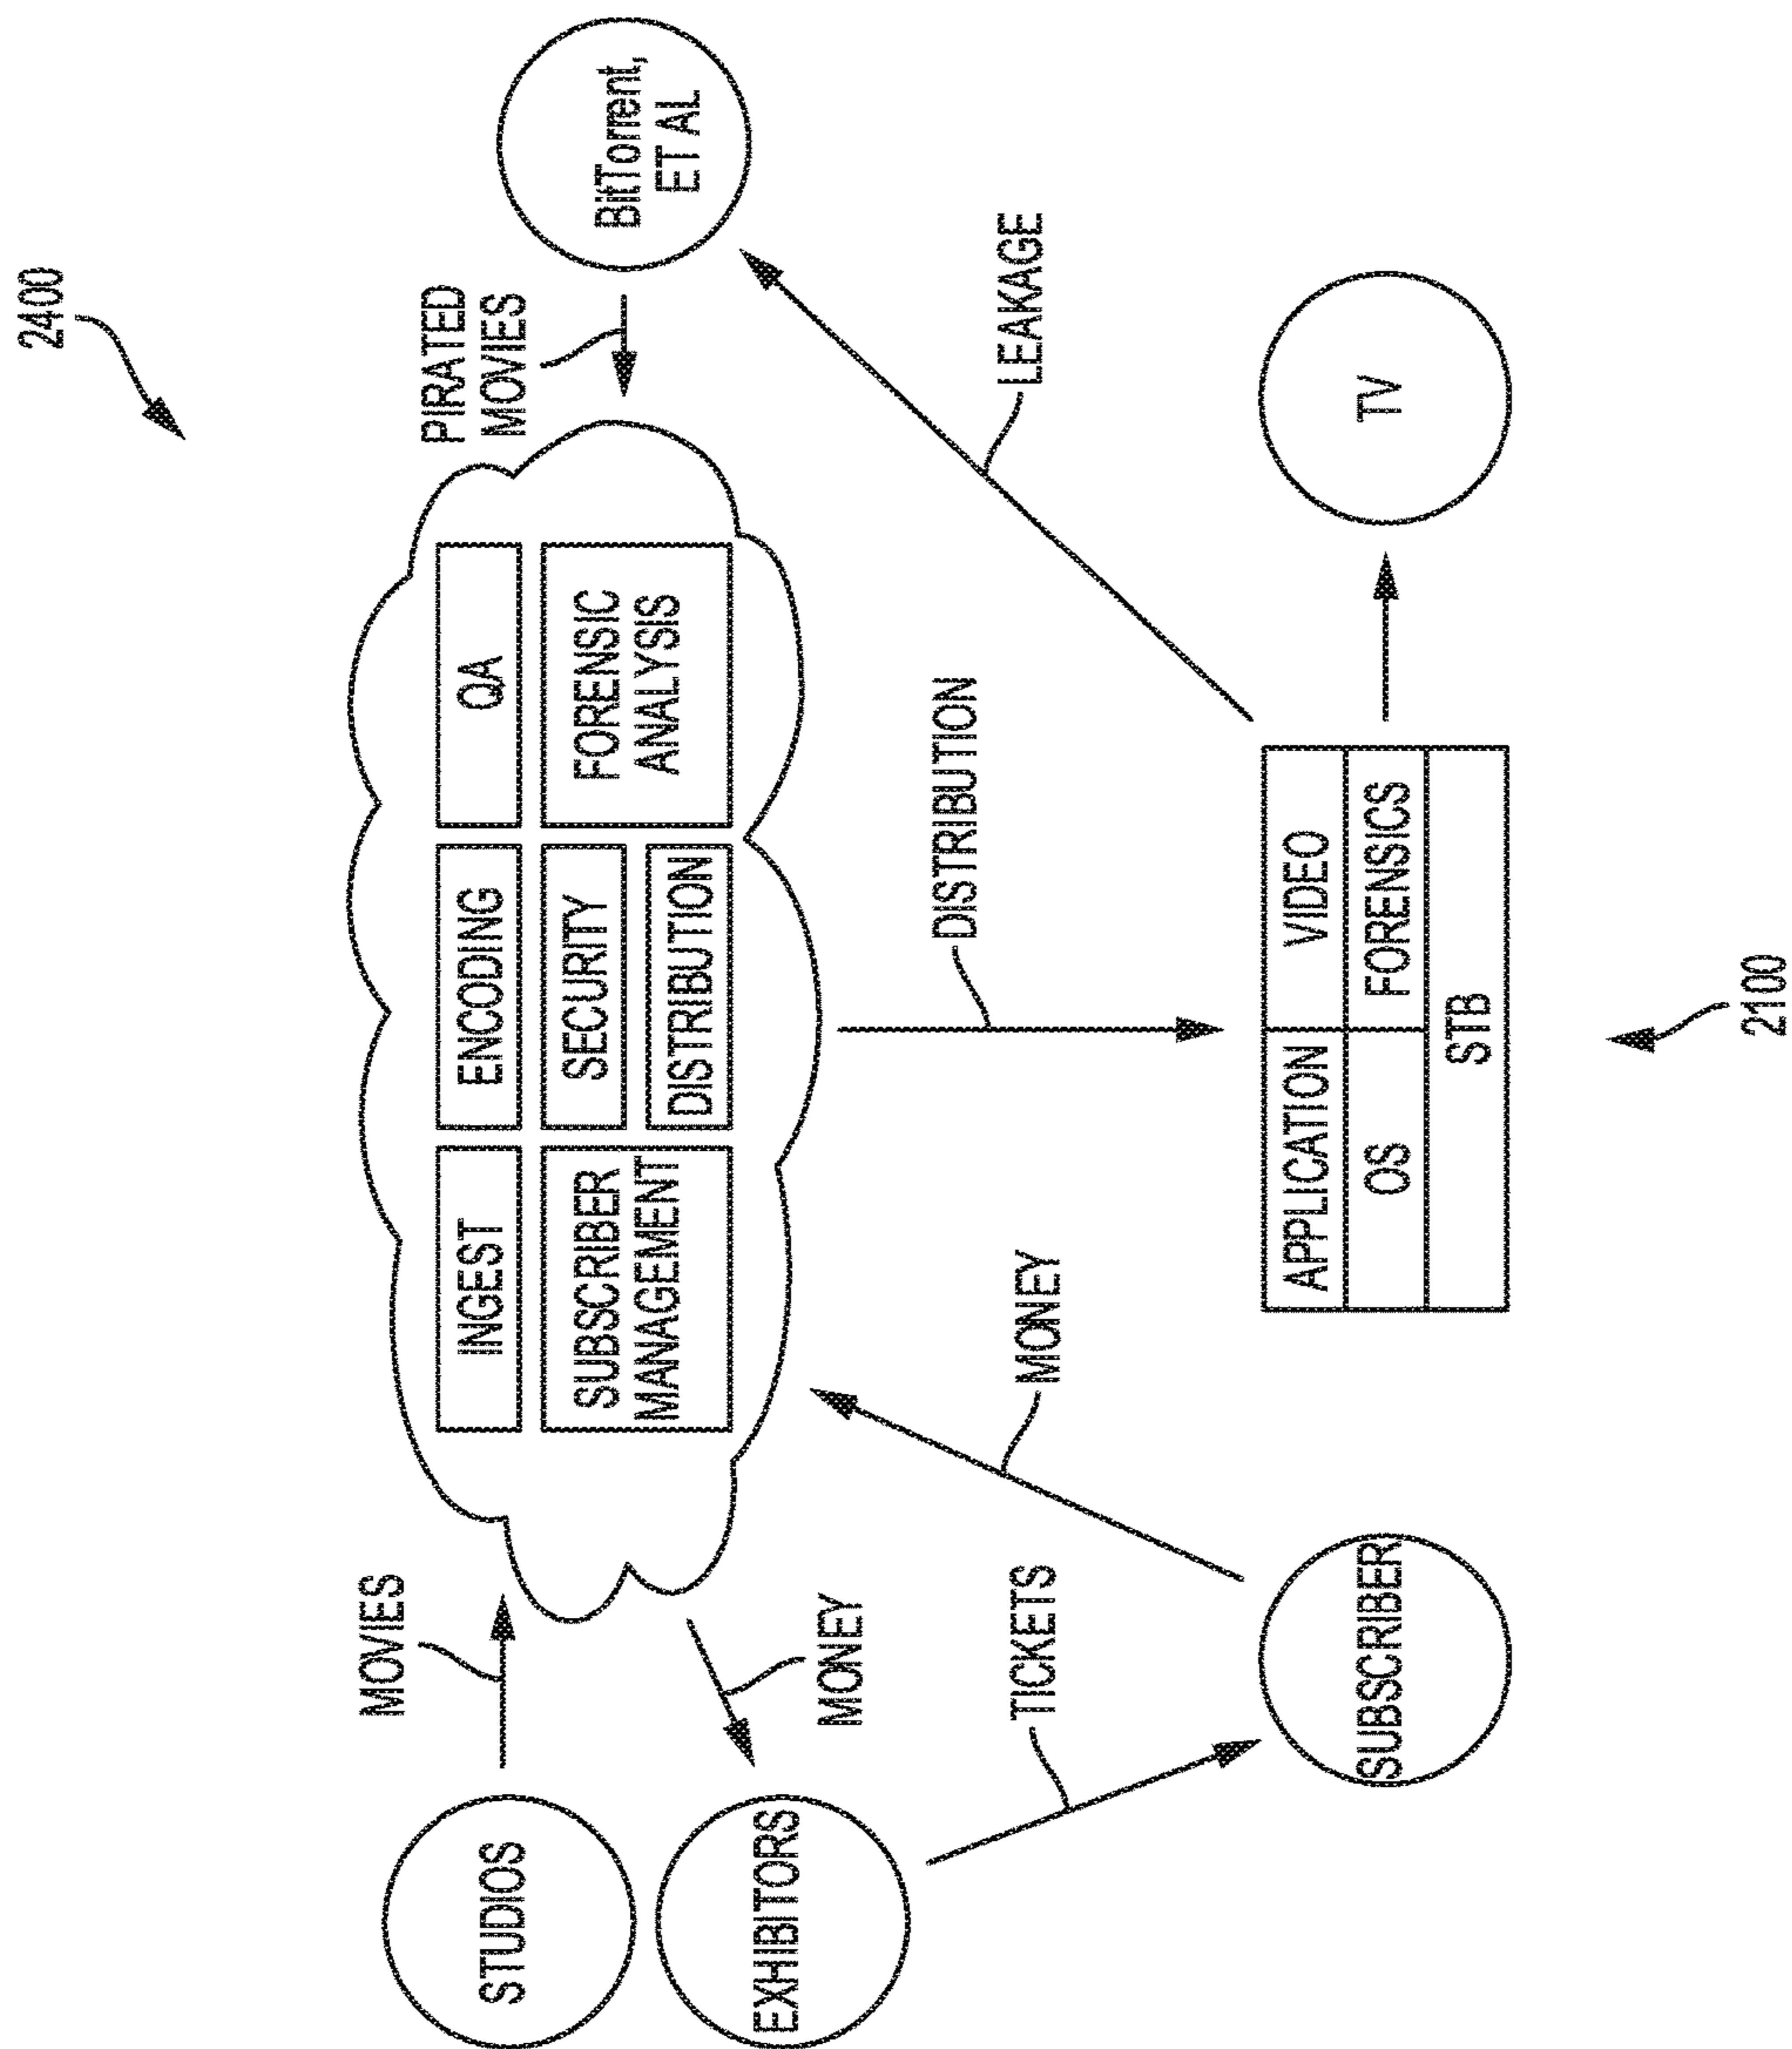 2400
STUDIOS
MOVIES
INGEST
ENCODING
QA
PIRATED
MOVIES
BitTorrent,
ET AL
SUBSCRIBER
MANAGEMENT
SECURITY
DISTRIBUTION
FORENSIC
ANALYSIS
EXHIBITORS
MONEY
TICKETS
MONEY
DISTRIBUTION
LEAKAGE
SUBSCRIBER
APPLICATION
VIDEO
OS
FORENSICS
STB
TV
2100